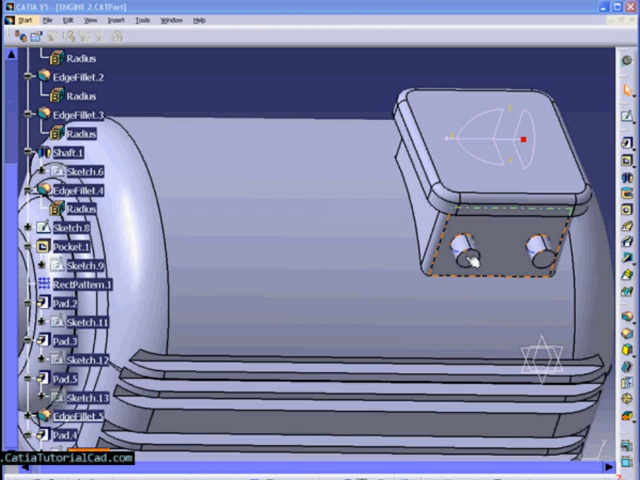 CATIA V5 - [ENGINE 2.CATPart]
Start File Edit View Insert Tools Window Help
Radius
EdgeFillet.2
Radius
EdgeFillet.3
Radius
Shaft.1
Sketch.6
EdgeFillet.4
Radius
Sketch.8
Pocket.1
Sketch.9
RectPattern.1
Pad.2
Sketch.11
Pad.3
Sketch.12
Pad.5
Sketch.13
EdgeFillet.5
Pad.4
.CatiaTutorialCad.com